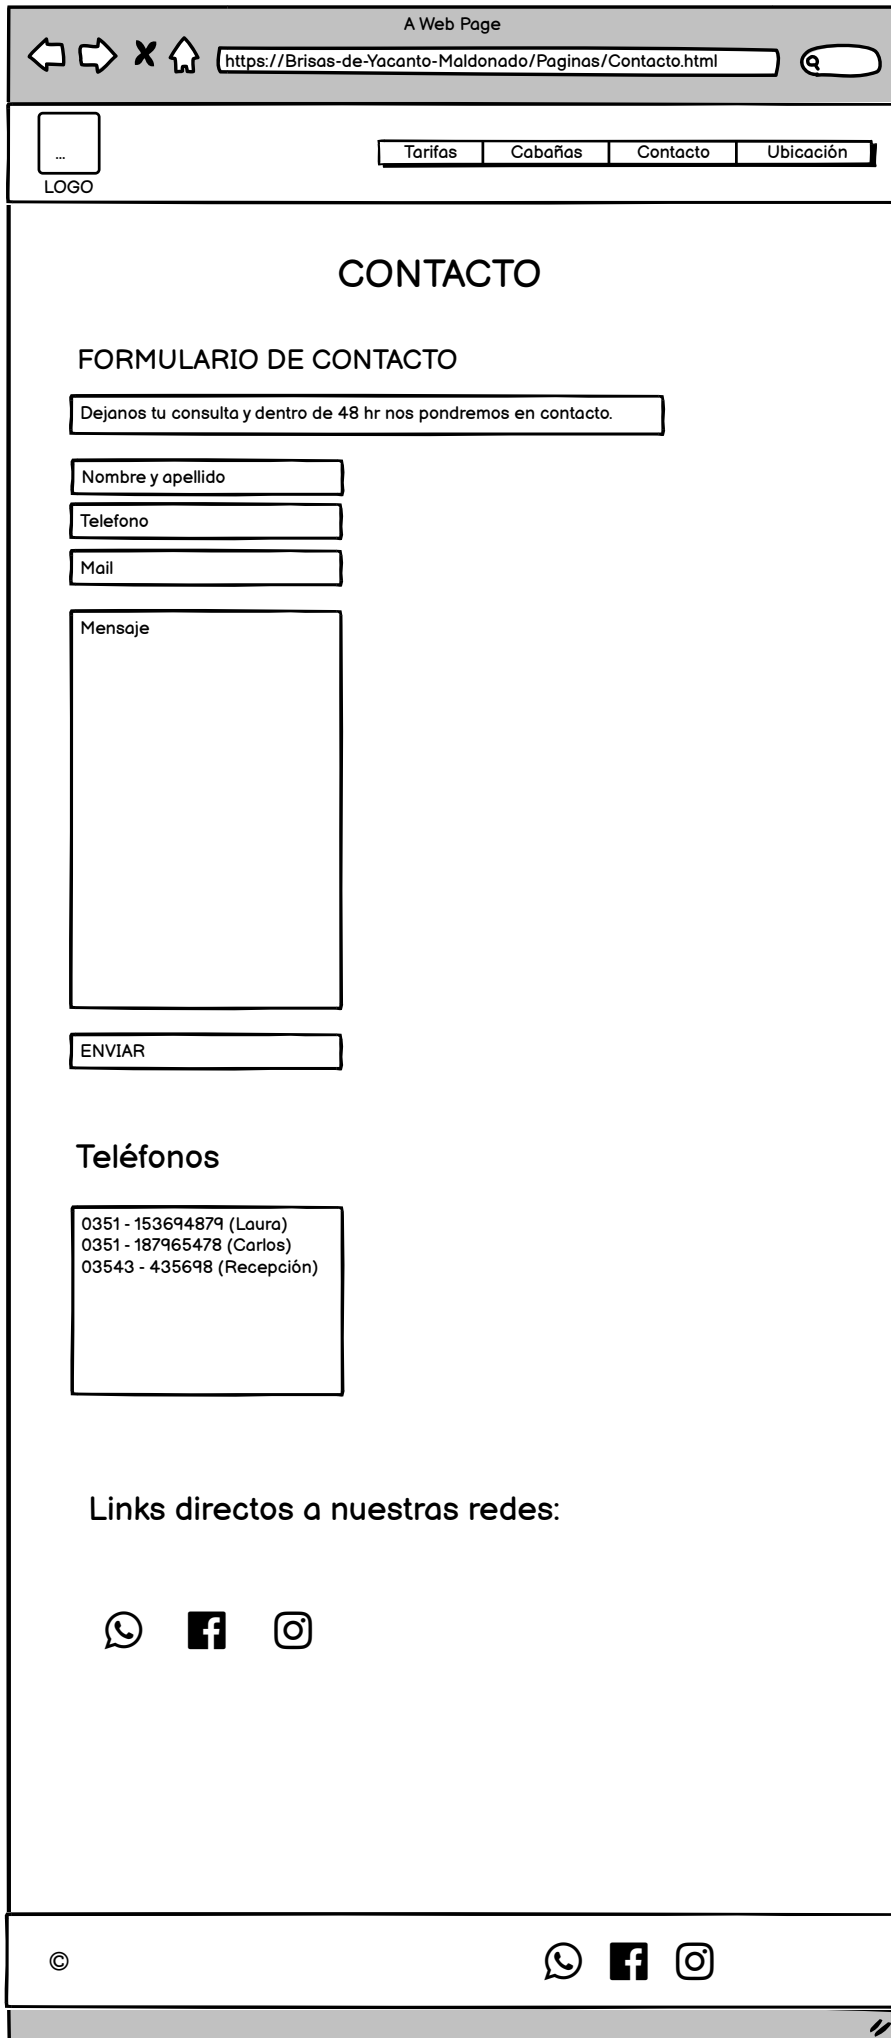 A Web Page
https://Brisas-de-Yacanto-Maldonado/Paginas/Contacto.html
...
LOGO
Tarifas Cabañas Contacto Ubicación
CONTACTO
FORMULARIO DE CONTACTO
Dejanos tu consulta y dentro de 48 hr nos pondremos en contacto.
Nombre y apellido
Telefono
Mail
Mensaje
ENVIAR
Teléfonos
0351 - 153694879 (Laura)
0351 - 187965478 (Carlos)
03543 - 435698 (Recepción)
Links directos a nuestras redes:
©